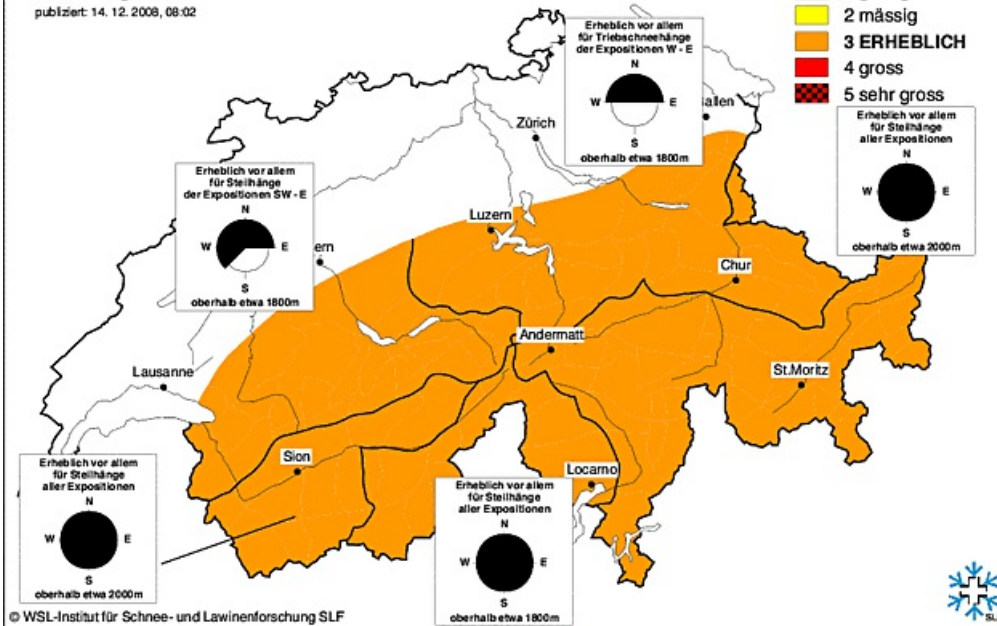 publiziert: 14. 12. 2008, 08:02
2 mässig
3 ERHEBLICH
4 gross
5 sehr gross
Erheblich vor allem
für Triebschneehänge
der Expositionen W - E
N
W E
S
oberhalb etwa 1800m
Erheblich vor allem
für Steilhänge
aller Expositionen
N
W E
S
oberhalb etwa 2000m
Erheblich vor allem
für Steilhänge
der Expositionen SW - E
N
W E
S
oberhalb etwa 1800m
Zürich
Luzern
Chur
Andermatt
Lausanne
St.Moritz
Sion
Locarno
Erheblich vor allem
für Steilhänge
aller Expositionen
N
W E
S
oberhalb etwa 2000m
Erheblich vor allem
für Steilhänge
aller Expositionen
N
W E
S
oberhalb etwa 1800m
© WSL-Institut für Schnee- und Lawinenforschung SLF
SLF